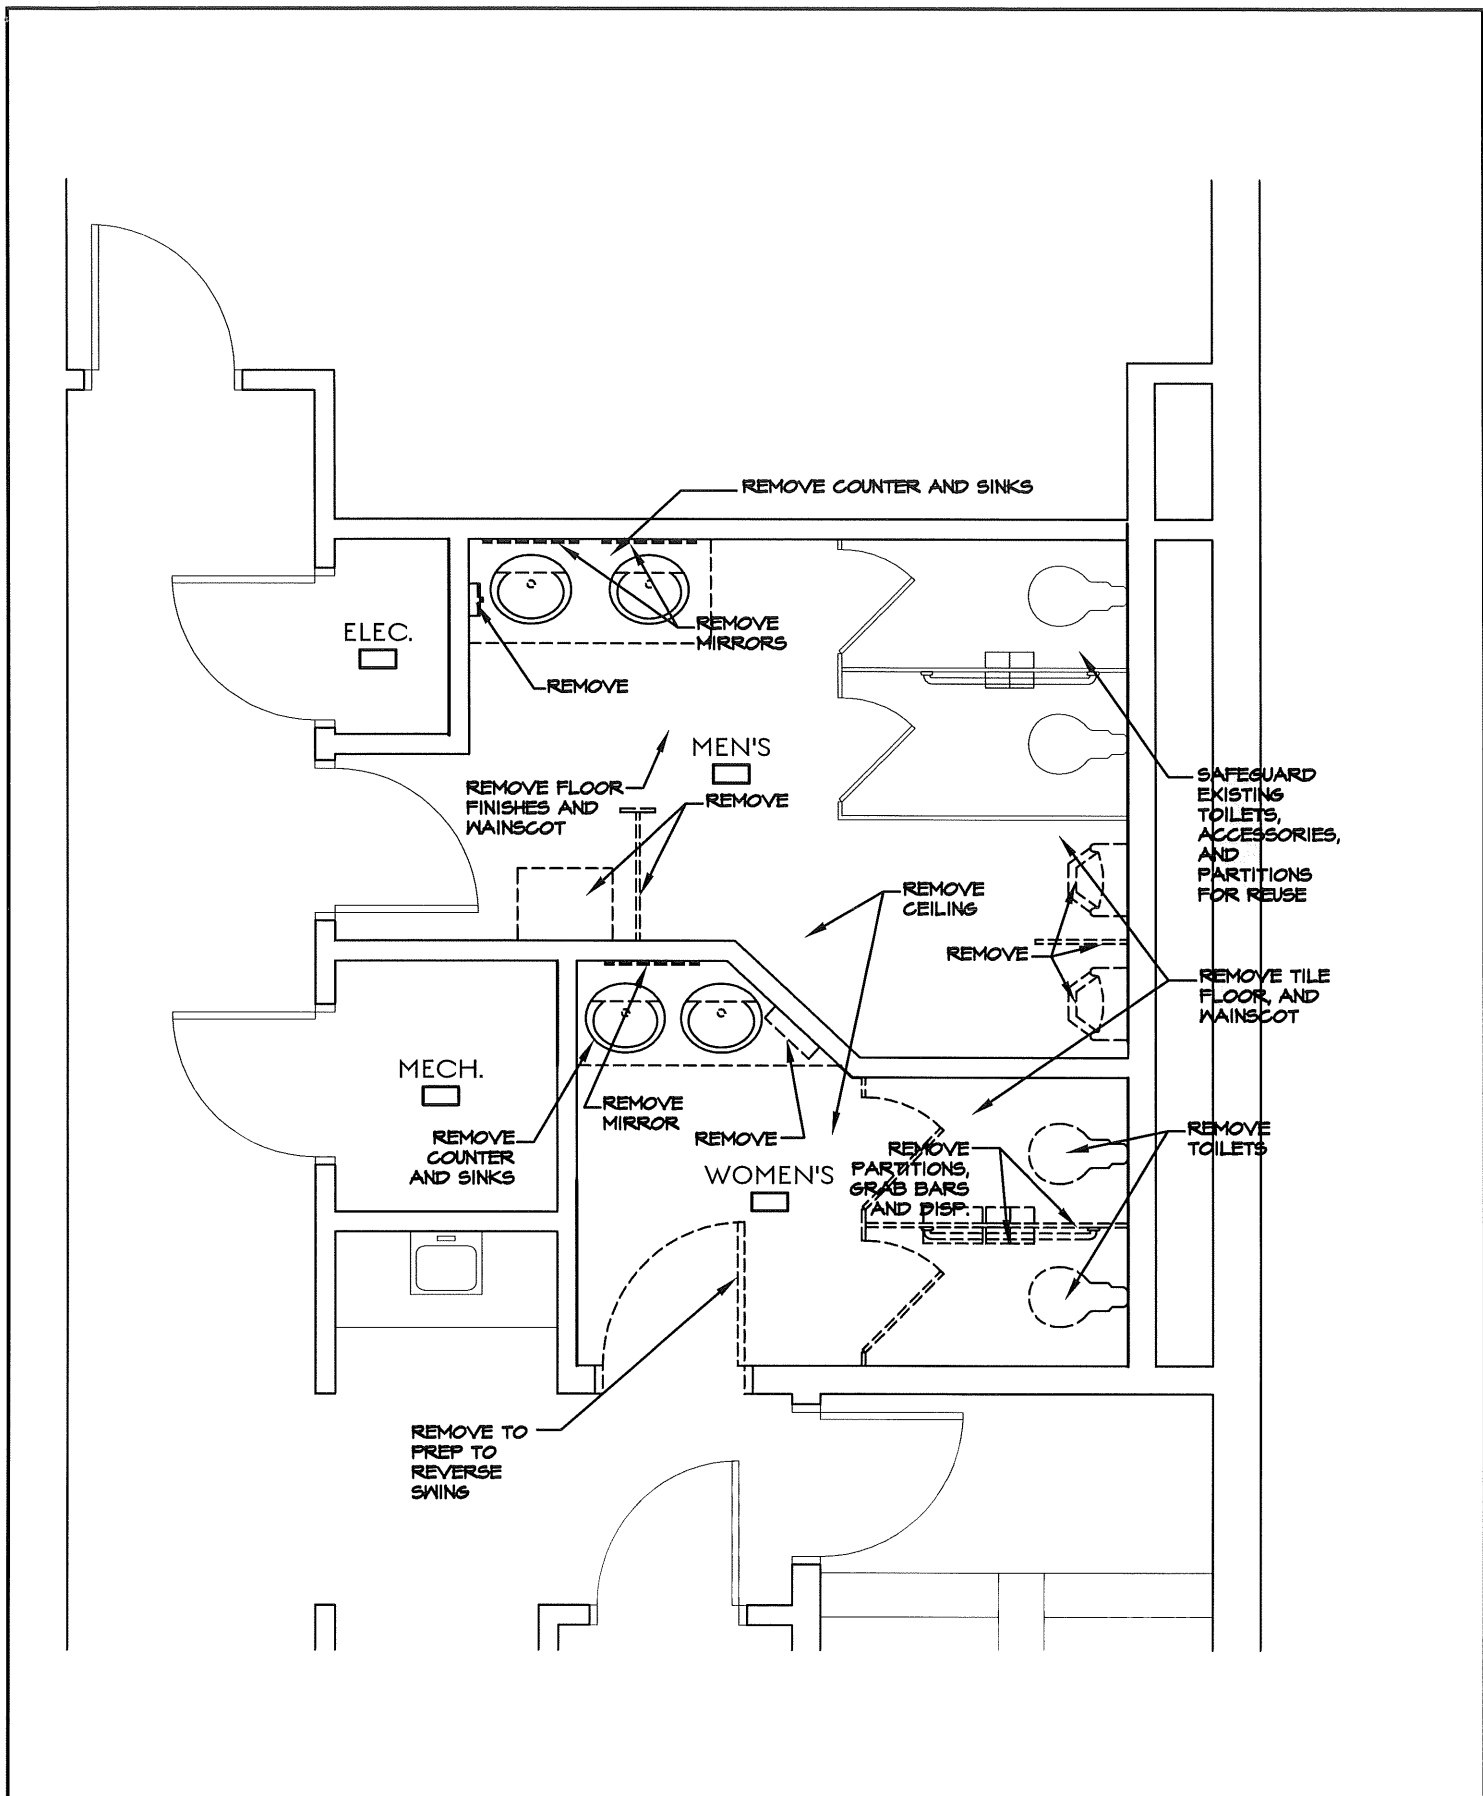 REMOVE COUNTER AND SINKS
ELEC.
REMOVE
MIRRORS
REMOVE
MEN'S
REMOVE FLOOR
FINISHES AND
WAINSCOT
REMOVE
SAFEGUARD
EXISTING
TOILETS,
ACCESSORIES,
AND
PARTITIONS
FOR REUSE
REMOVE
CEILING
REMOVE
REMOVE TILE
FLOOR, AND
WAINSCOT
MECH.
REMOVE
MIRROR
REMOVE
COUNTER
AND SINKS
REMOVE
REMOVE
PARTITIONS,
GRAB BARS
AND DISP.
REMOVE
TOILETS
WOMEN'S
REMOVE TO
PREP TO
REVERSE
SWING